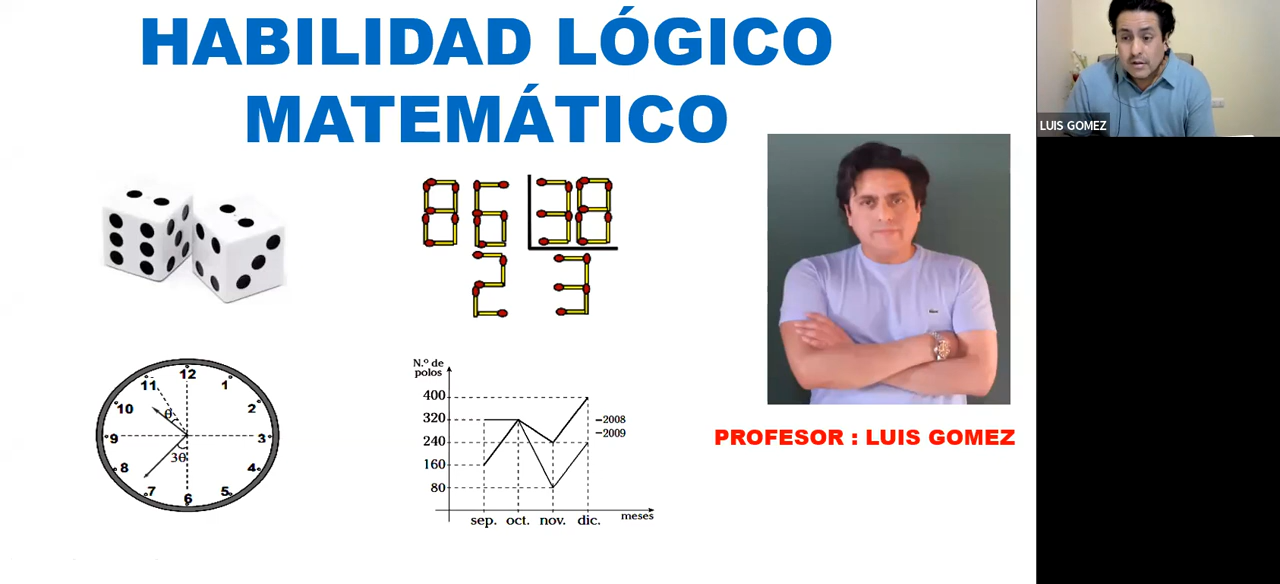 HABILIDAD LÓGICO
MATEMÁTICO
LUIS GOMEZ
86 38
2 3
12
11 1
10 θ 2
9 3
3θ
8 4
7 5
6
N.º de
polos
400
320
240
160
80
sep. oct. nov. dic.
meses
2008
2009
PROFESOR : LUIS GOMEZ